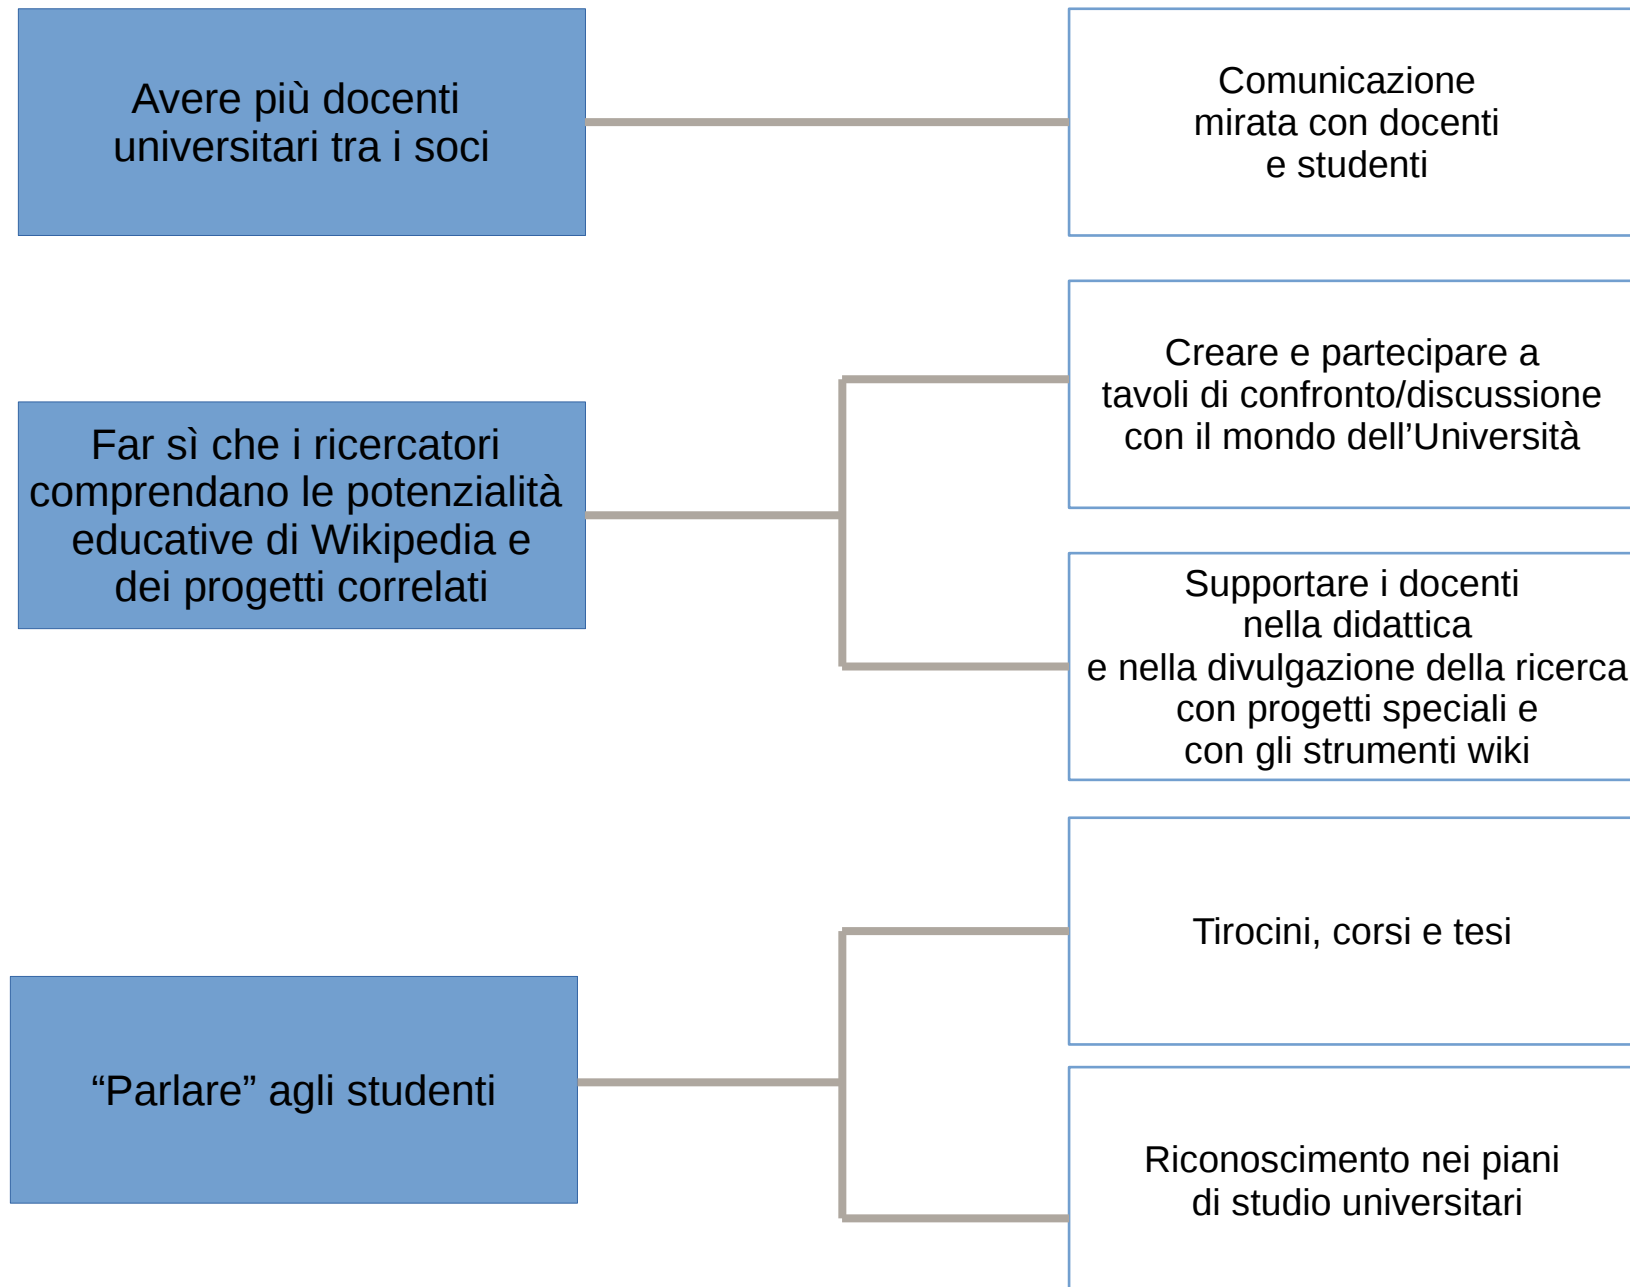 Avere più docenti
universitari tra i soci
Comunicazione
mirata con docenti
e studenti
Far sì che i ricercatori
comprendano le potenzialità
educative di Wikipedia e
dei progetti correlati
Creare e partecipare a
tavoli di confronto/discussione
con il mondo dell’Università
Supportare i docenti
nella didattica
e nella divulgazione della ricerca
con progetti speciali e
con gli strumenti wiki
“Parlare” agli studenti
Tirocini, corsi e tesi
Riconoscimento nei piani
di studio universitari